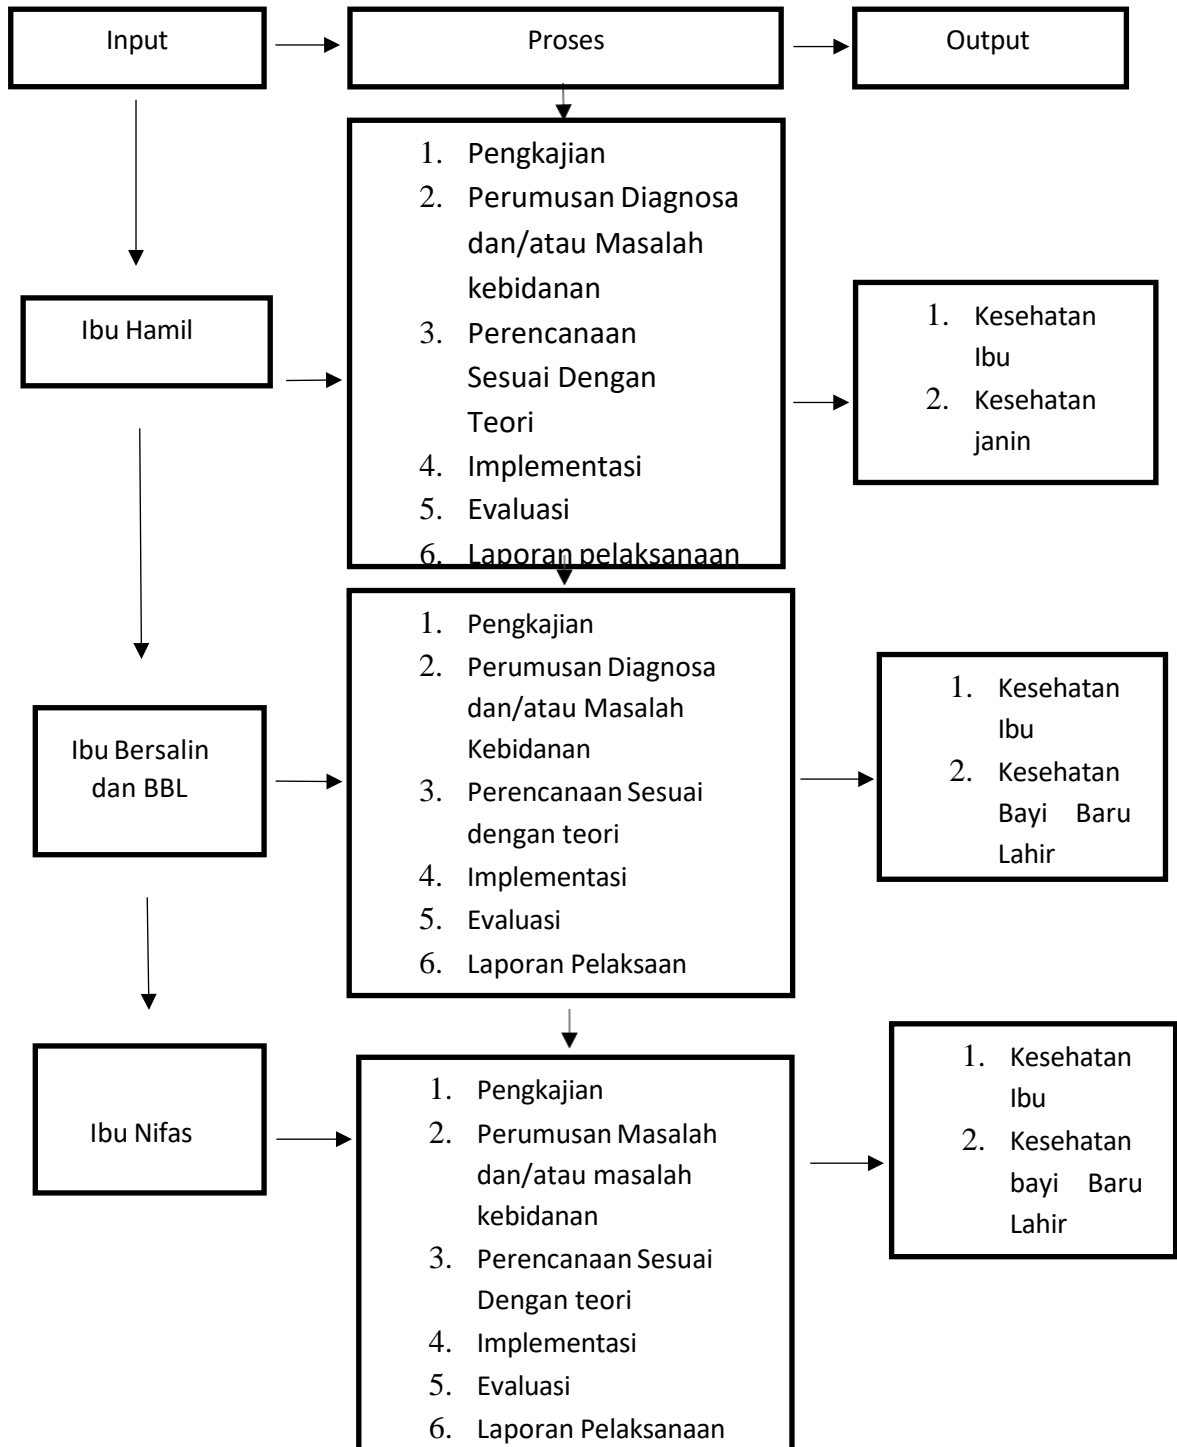 Input
Proses
Output
1. Pengkajian
2. Perumusan Diagnosa
dan/atau Masalah
kebidanan
3. Perencanaan
Sesuai Dengan
Teori
4. Implementasi
5. Evaluasi
6. Laporan pelaksanaan
Ibu Hamil
1. Kesehatan
Ibu
2. Kesehatan
janin
1. Pengkajian
2. Perumusan Diagnosa
dan/atau Masalah
Kebidanan
3. Perencanaan Sesuai
dengan teori
4. Implementasi
5. Evaluasi
6. Laporan Pelaksaan
Ibu Bersalin
dan BBL
1. Kesehatan
Ibu
2. Kesehatan
Bayi Baru
Lahir
Ibu Nifas
1. Pengkajian
2. Perumusan Masalah
dan/atau masalah
kebidanan
3. Perencanaan Sesuai
Dengan teori
4. Implementasi
5. Evaluasi
6. Laporan Pelaksanaan
1. Kesehatan
Ibu
2. Kesehatan
bayi Baru
Lahir